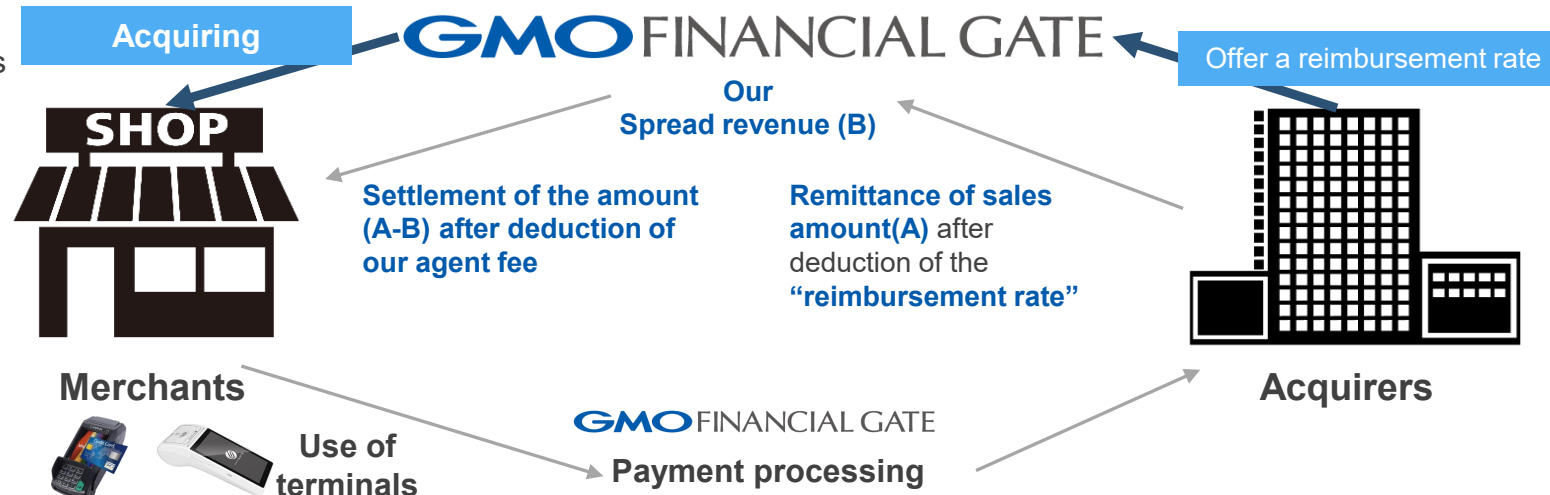 Acquiring
GMO FINANCIAL GATE
Offer a reimbursement rate
s
SHOP
Our
Spread revenue (B)
Settlement of the amount
(A-B) after deduction of
our agent fee
Remittance of sales
amount(A) after
deduction of the
“reimbursement rate”
Merchants
Acquirers
Use of
terminals
GMO FINANCIAL GATE
Payment processing